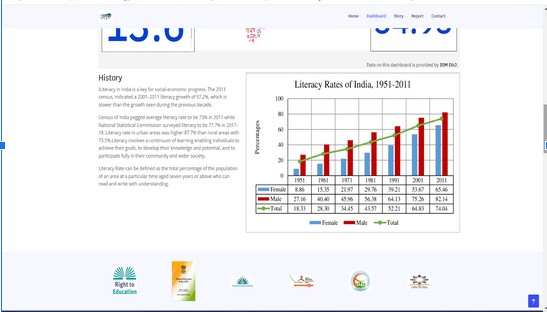 Home Dashboard Story Report Contact
Data on this dashboard is provided by IBM Db2.
History
Literacy in India is a key for social-economic progress. The 2011
census, indicated a 2001–2011 literacy growth of 97.2%, which is
slower than the growth seen during the previous decade.
Census of India pegged average literacy rate to be 73% in 2011 while
National Statistical Commission surveyed literacy to be 77.7% in 2017–
18. Literacy rate in urban areas was higher 87.7% than rural areas with
73.5%.Literacy involves a continuum of learning enabling individuals to
achieve their goals, to develop their knowledge and potential, and to
participate fully in their community and wider society.
Literacy Rate can be defined as the total percentage of the population
of an area at a particular time aged seven years or above who can
read and write with understanding.
Literacy Rates of India, 1951-2011
Percentages
100
80
60
40
20
0
1951 1961 1971 1981 1991 2001 2011
Female 8.86 15.35 21.97 29.76 39.21 53.67 65.46
Male 27.16 40.40 45.96 56.38 64.13 75.26 82.14
Total 18.33 28.30 34.45 43.57 52.21 64.83 74.04
Female Male Total
Right to
Education